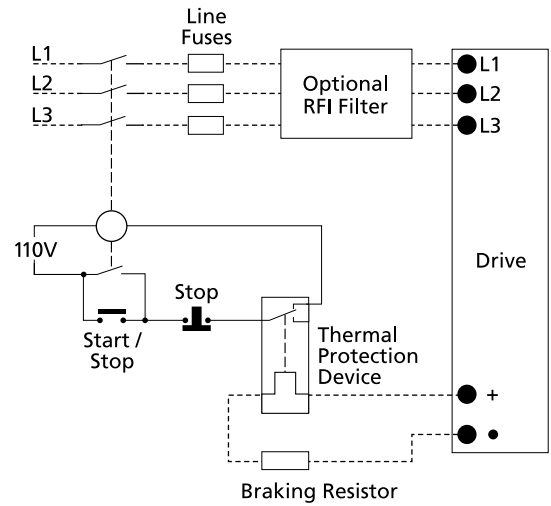 Line
Fuses
L1
L2
L3
Optional
RFI Filter
L1
L2
L3
Drive
110V
Start /
Stop
Stop
Thermal
Protection
Device
+
Braking Resistor